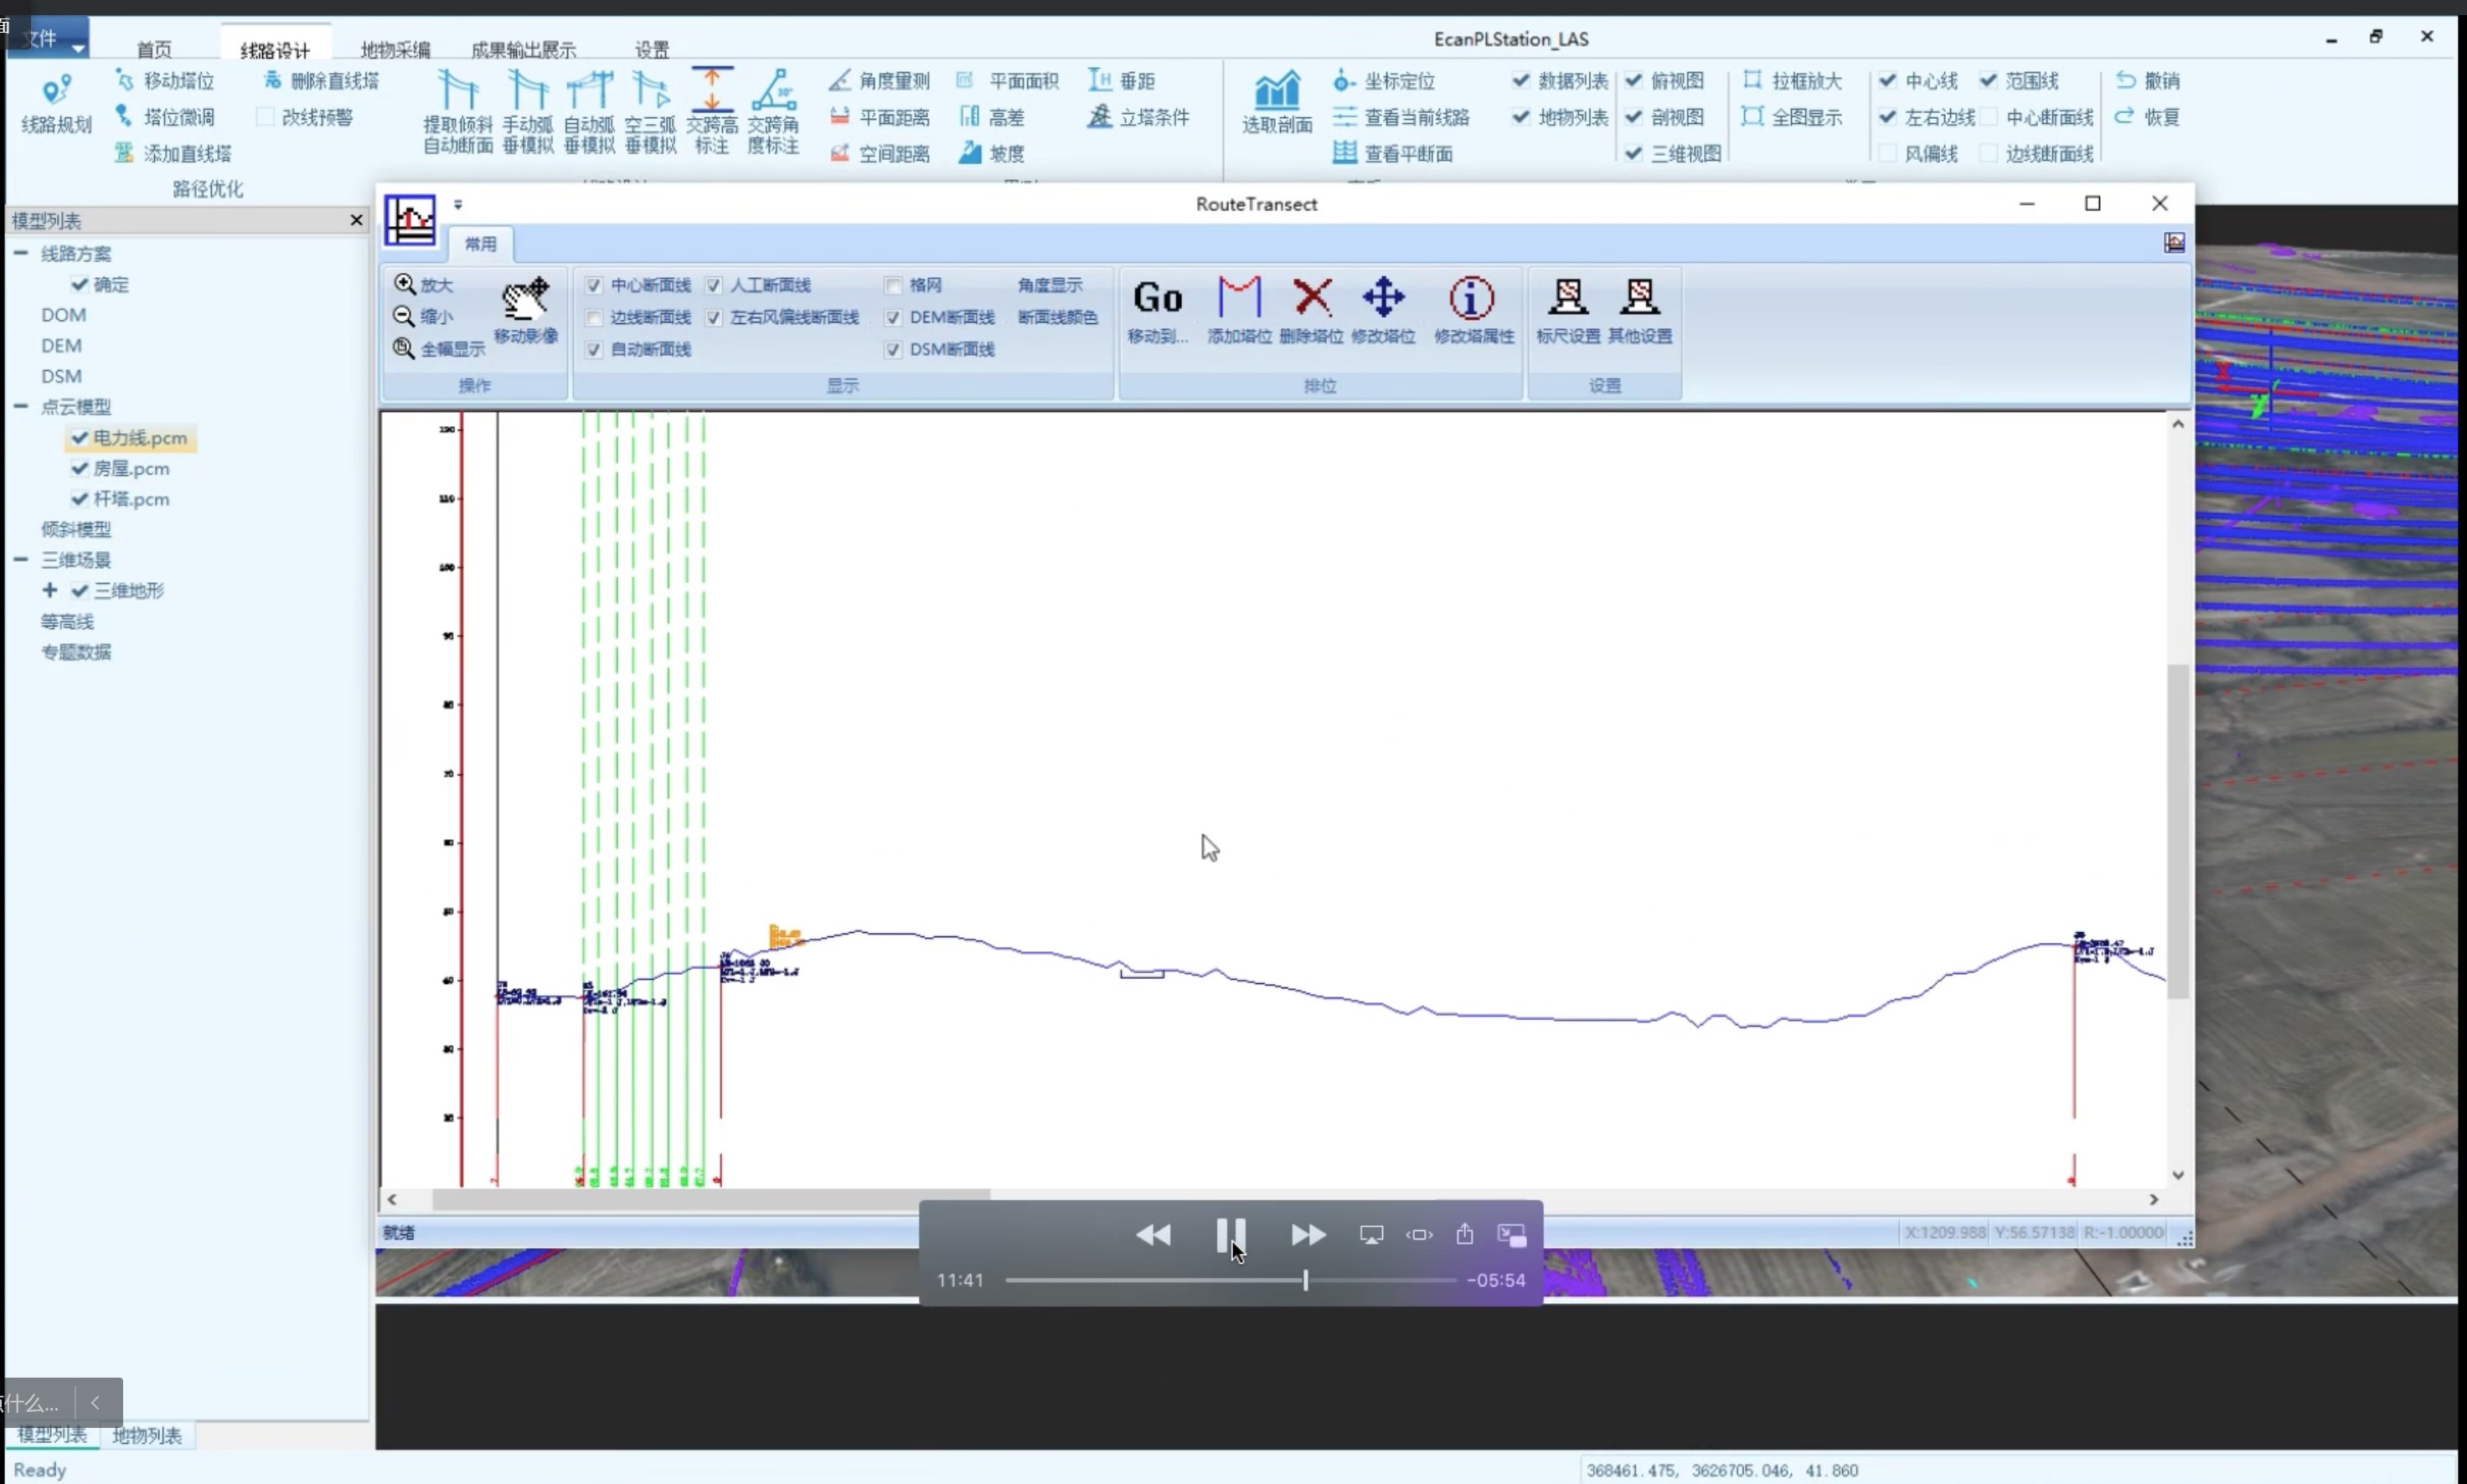 面
文件
首页
线路设计
地物采编
成果输出展示
设置
EcanPLStation_LAS
线路规划
移动塔位
塔位微调
添加直线塔
删除直线塔
改线预警
路径优化
提取倾斜
自动断面
手动弧
垂模拟
自动弧
垂模拟
空三弧
垂模拟
交跨高
标注
交跨角
度标注
角度量测
平面距离
空间距离
平面面积
高差
坡度
垂距
立塔条件
选取剖面
坐标定位
查看当前线路
查看平断面
数据列表
地物列表
俯视图
剖视图
三维视图
拉框放大
全图显示
中心线
左右边线
风偏线
范围线
中心断面线
边线断面线
撤销
恢复
模型列表
线路方案
确定
DOM
DEM
DSM
点云模型
电力线.pcm
房屋.pcm
杆塔.pcm
倾斜模型
三维场景
三维地形
等高线
专题数据
RouteTransect
常用
放大
缩小
全幅显示
移动影像
操作
中心断面线
边线断面线
自动断面线
人工断面线
左右风偏线断面线
格网
DEM断面线
DSM断面线
角度显示
断面线颜色
显示
Go
移动到...
添加塔位
删除塔位
修改塔位
修改塔属性
排位
标尺设置
其他设置
设置
110
100
就绪
X:1209.988
Y:56.57138
R:-1.00000
11:41
-05:54
什么...
模型列表
地物列表
Ready
368461.475, 3626705.046, 41.860